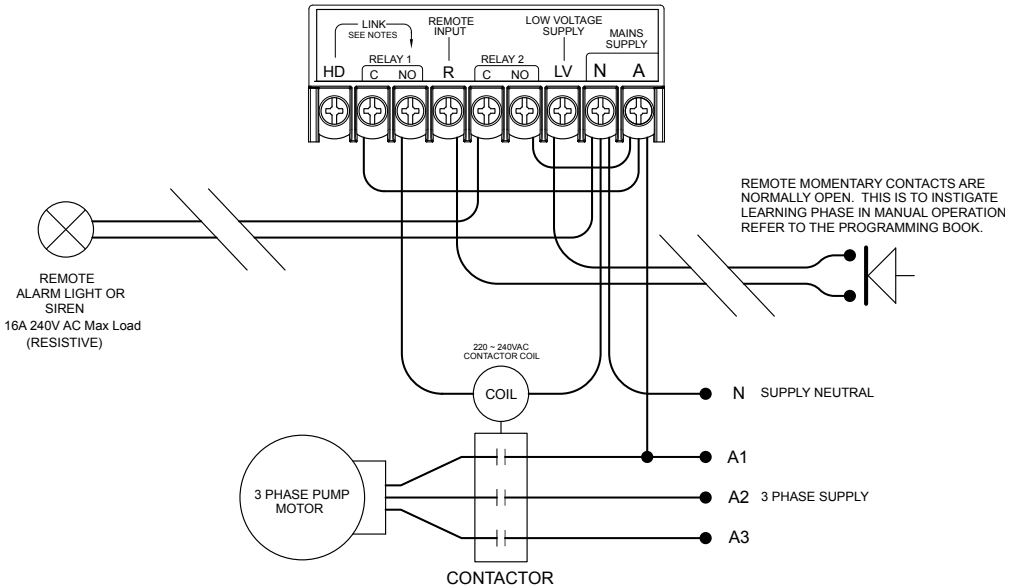 LINK
SEE NOTES
REMOTE
INPUT
LOW VOLTAGE
SUPPLY
MAINS
SUPPLY
RELAY 1
RELAY 2
HD
C
NO
R
C
NO
LV
N
A
REMOTE MOMENTARY CONTACTS ARE
NORMALLY OPEN. THIS IS TO INSTIGATE
LEARNING PHASE IN MANUAL OPERATION
REFER TO THE PROGRAMMING BOOK.
REMOTE
ALARM LIGHT OR
SIREN
16A 240V AC Max Load
(RESISTIVE)
220 ~ 240VAC
CONTACTOR COIL
COIL
N SUPPLY NEUTRAL
A1
3 PHASE PUMP
MOTOR
A2 3 PHASE SUPPLY
A3
CONTACTOR